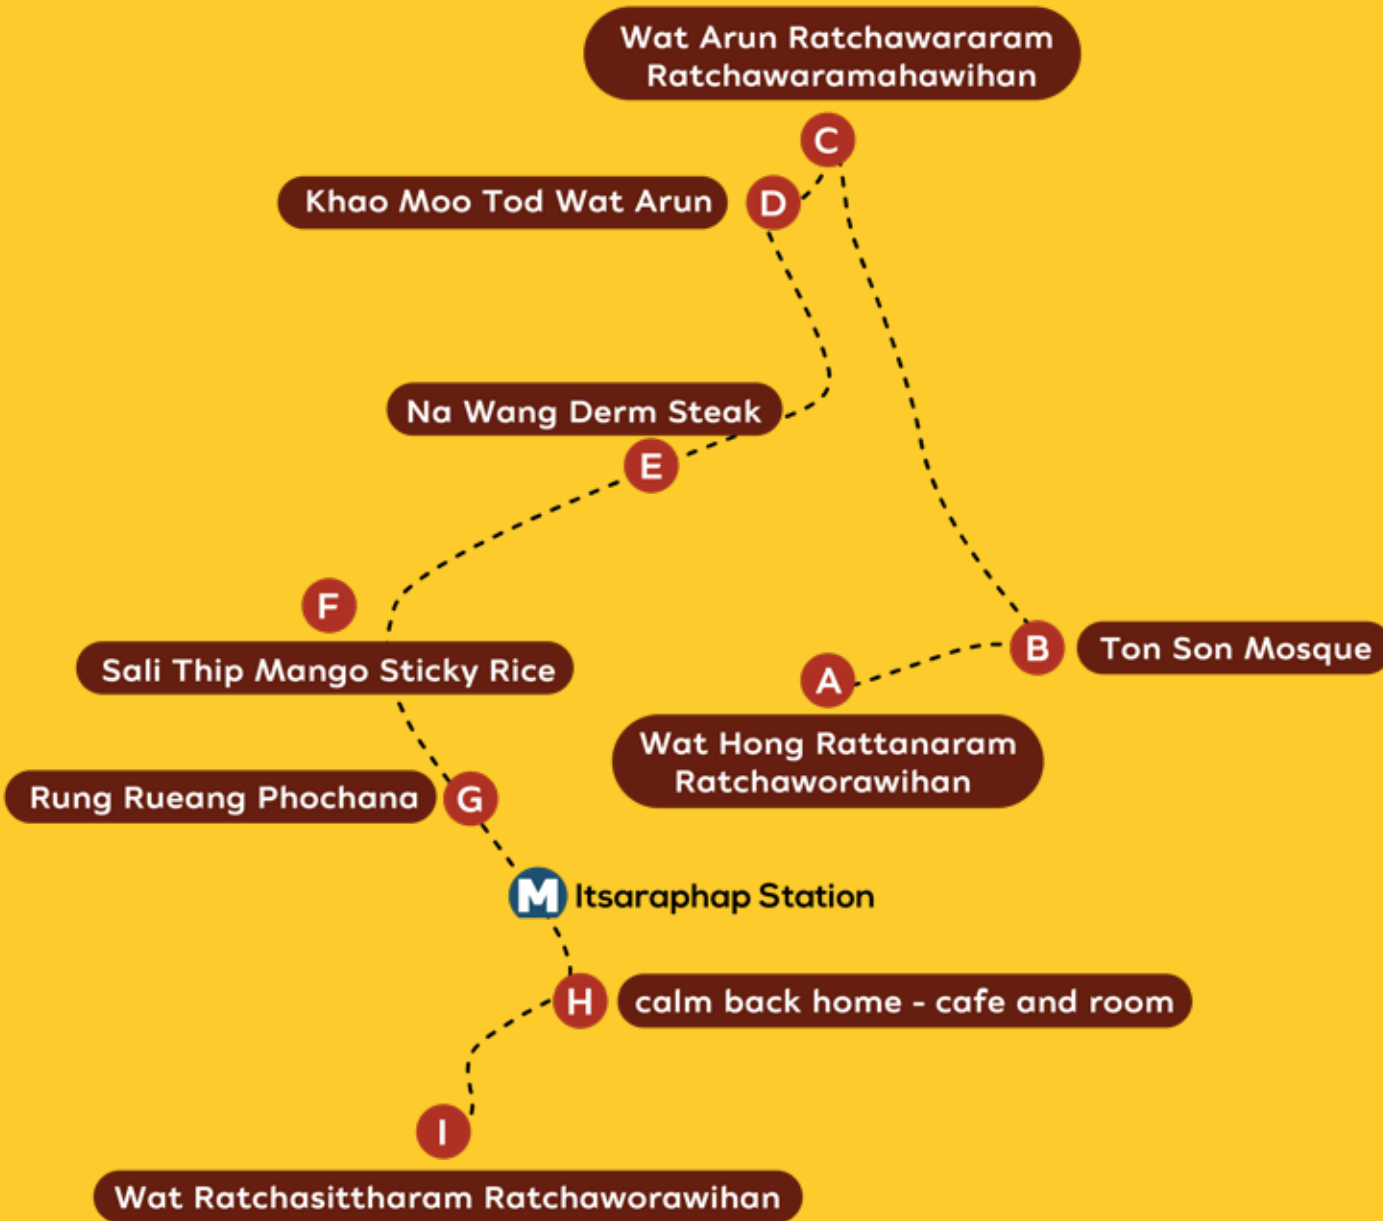 Wat Arun Ratchawararam
Ratchawaramahawihan
C
Khao Moo Tod Wat Arun
D
Na Wang Derm Steak
E
F
Sali Thip Mango Sticky Rice
B
Ton Son Mosque
A
Wat Hong Rattanaram
Ratchaworawihan
Rung Rueang Phochana
G
M Itsaraphap Station
H
calm back home - cafe and room
I
Wat Ratchasittharam Ratchaworawihan